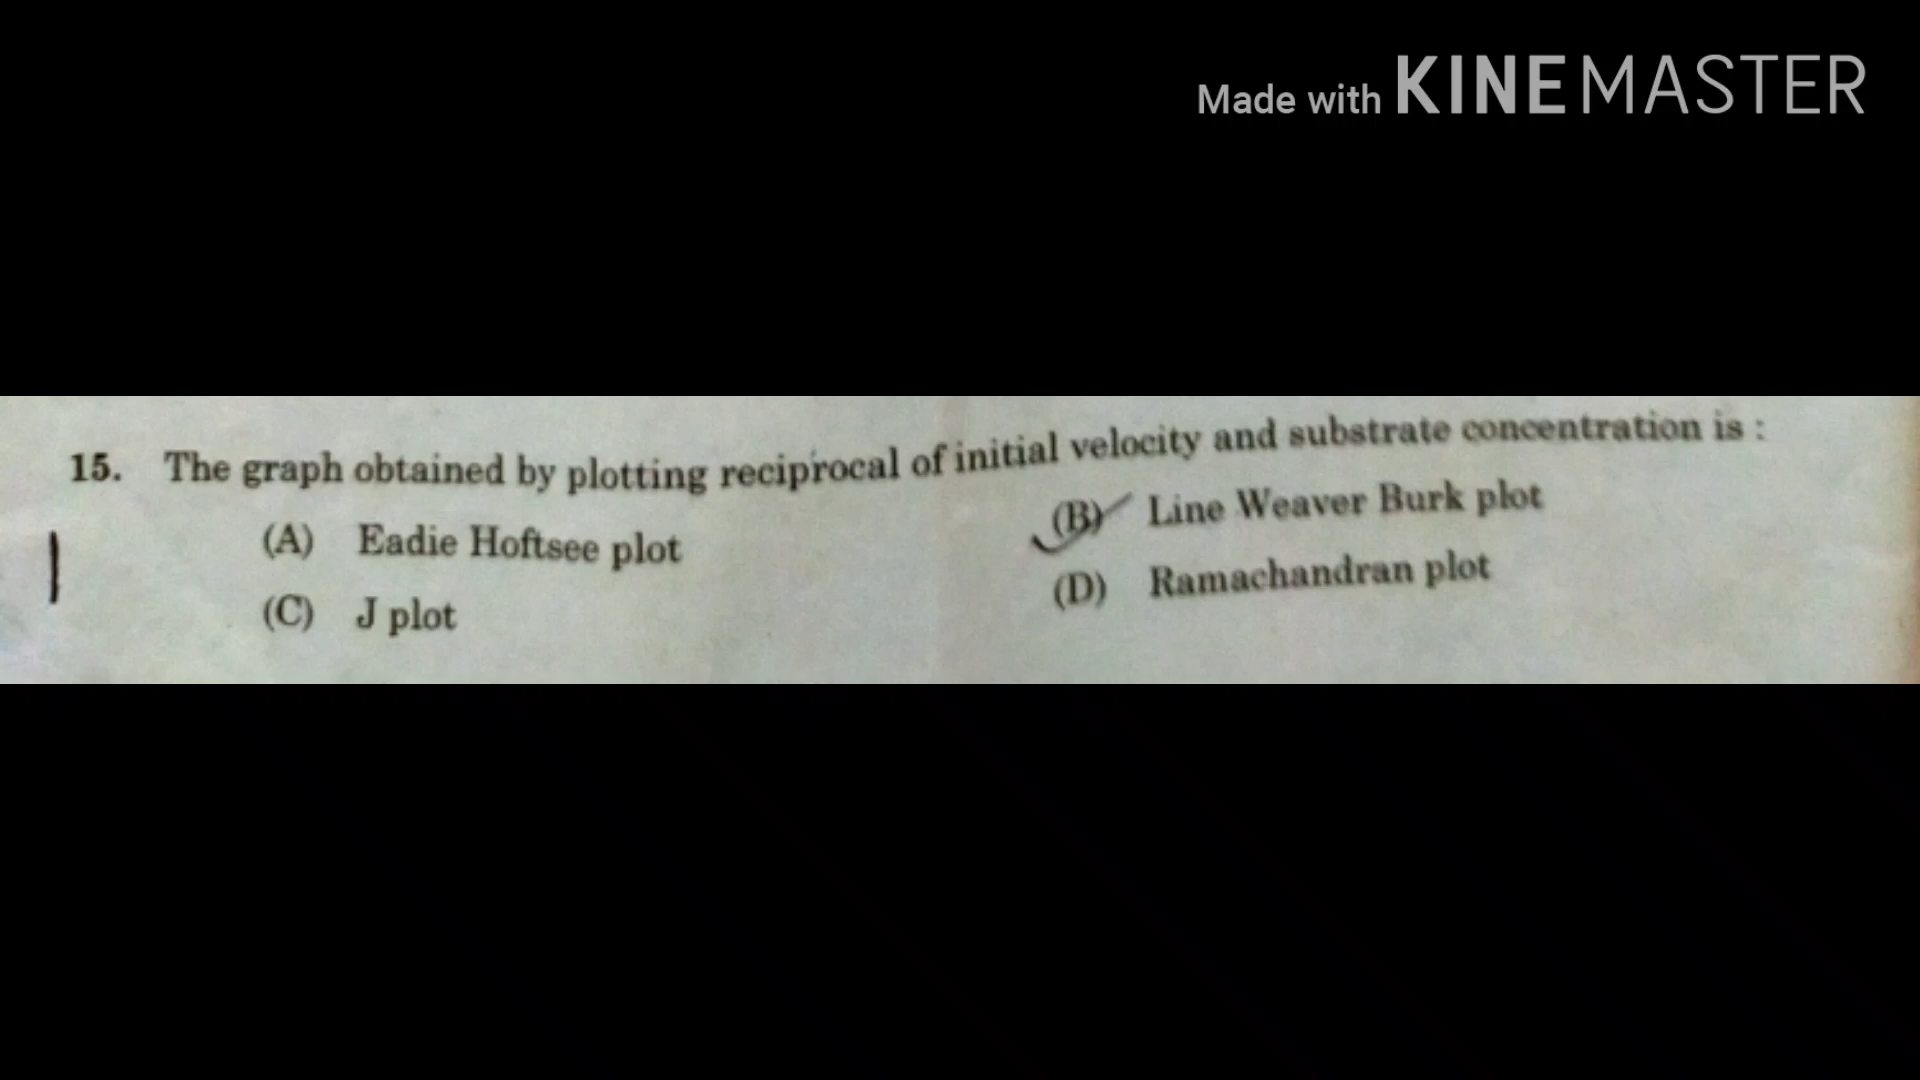 Made with KINEMASTER
15. The graph obtained by plotting reciprocal of initial velocity and substrate concentration is :
(A) Eadie Hoftsee plot (B) Line Weaver Burk plot
(C) J plot (D) Ramachandran plot